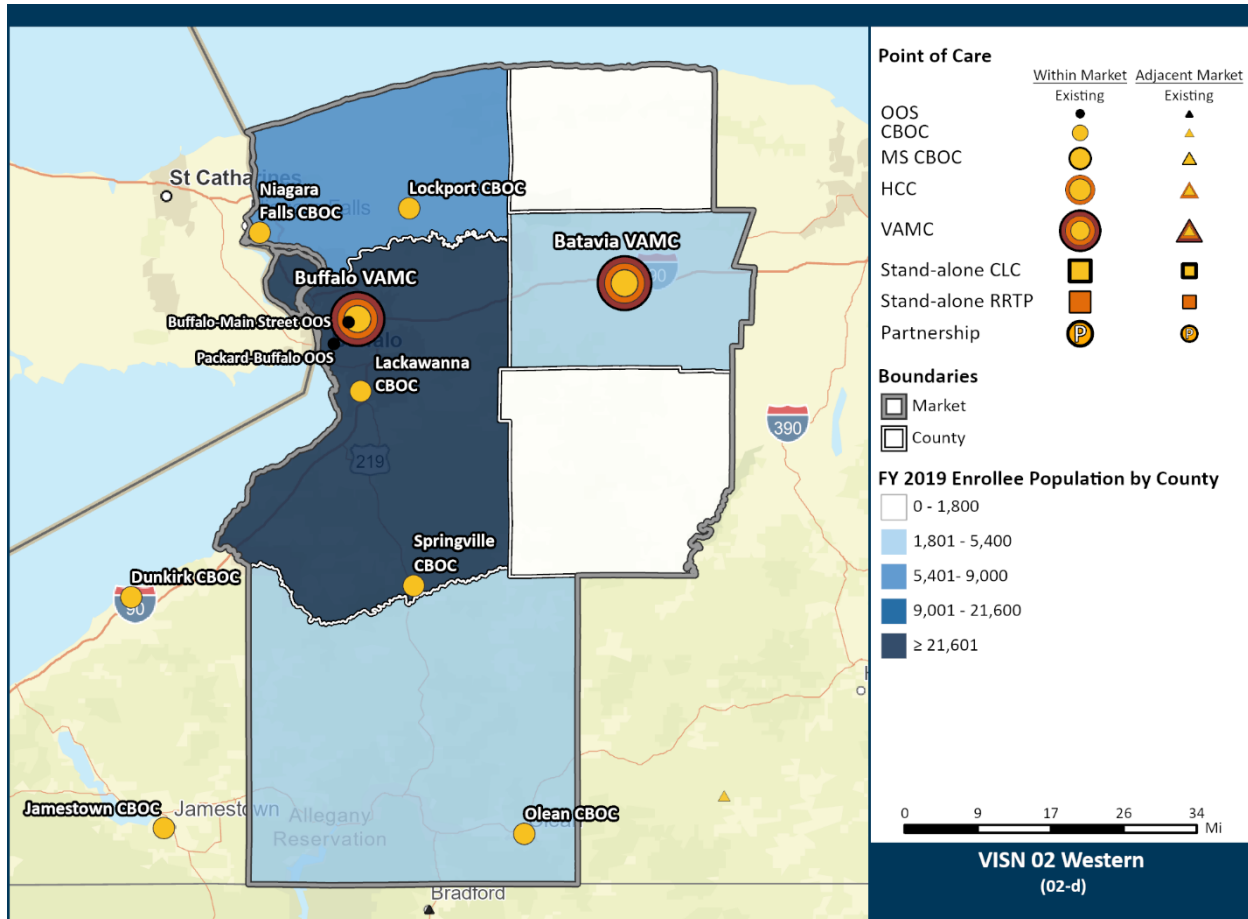 St Catharines
Niagara
Falls CBOC
Falls
Lockport CBOC
Batavia VAMC
90
Buffalo VAMC
Buffalo-Main Street OOS
Packard-Buffalo OOS
Lackawanna
CBOC
219
390
Springville
CBOC
Dunkirk CBOC
90
Jamestown CBOC
Jamestown
Allegany
Reservation
Olean CBOC
Olean
Bradford
Point of Care
Within Market
Adjacent Market
Existing
Existing
OOS
CBOC
MS CBOC
HCC
VAMC
Stand-alone CLC
Stand-alone RRTP
Partnership
P
P
Boundaries
Market
County
FY 2019 Enrollee Population by County
0 - 1,800
1,801 - 5,400
5,401- 9,000
9,001 - 21,600
≥ 21,601
0 9 17 26 34 Mi
VISN 02 Western
(02-d)